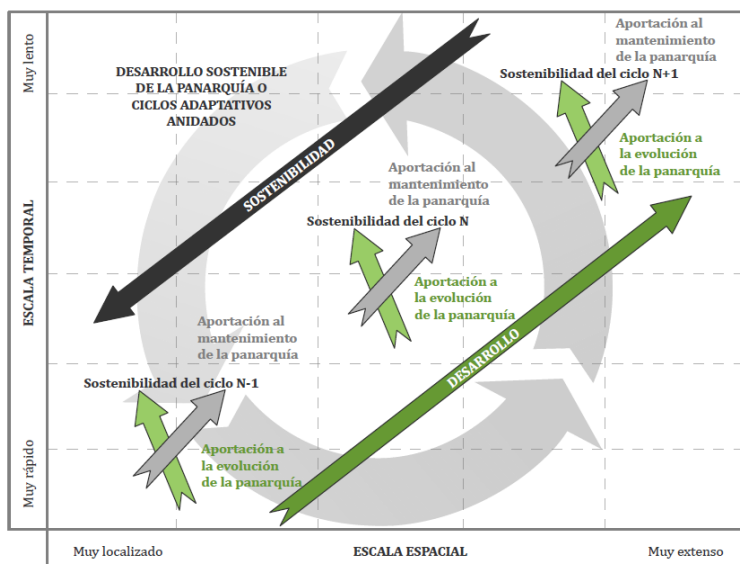 Muy lento
ESCALA TEMPORAL
Muy rápido
DESARROLLO SOSTENIBLE
DE LA PANARQUÍA O
CICLOS ADAPTATIVOS
ANIDADOS
SOSTENIBILIDAD
Aportación al
mantenimiento
de la panarquía
Sostenibilidad del ciclo N+1
Aportación a
la evolución
de la panarquía
Aportación al
mantenimiento
de la panarquía
Sostenibilidad del ciclo N
Aportación a
la evolución
de la panarquía
DESARROLLO
Aportación al
mantenimiento
de la panarquía
Sostenibilidad del ciclo N-1
Aportación a
la evolución
de la panarquía
Muy localizado
ESCALA ESPACIAL
Muy extenso